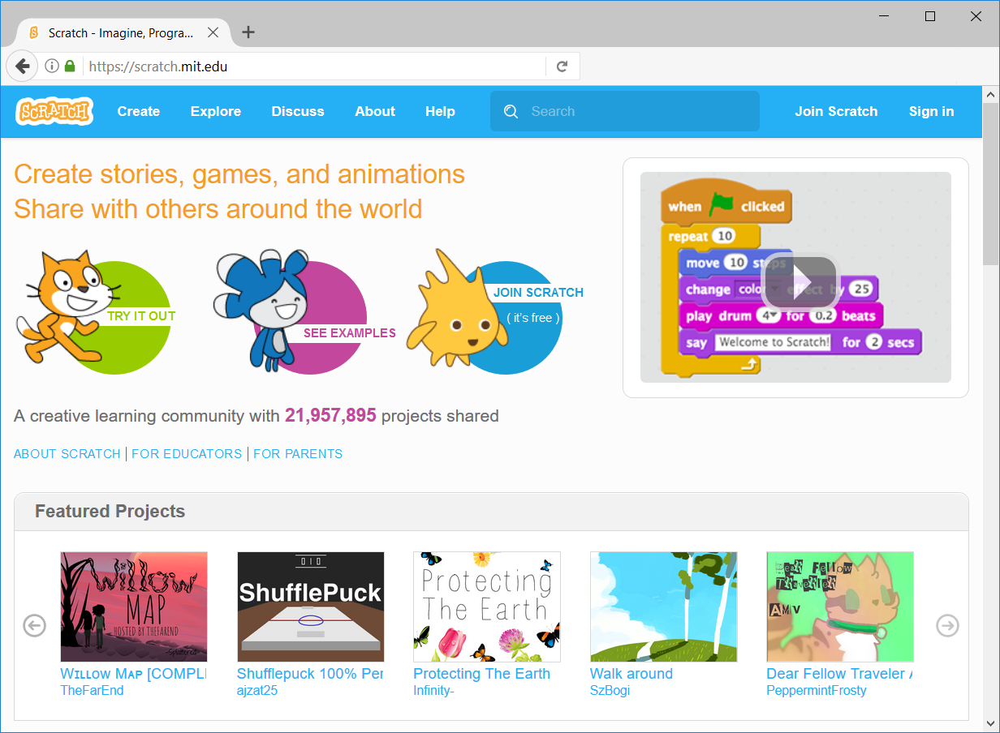 Scratch - Imagine, Progra...
https://scratch.mit.edu
SCRATCH
Create
Explore
Discuss
About
Help
Search
Join Scratch
Sign in
Create stories, games, and animations
Share with others around the world
TRY IT OUT
SEE EXAMPLES
JOIN SCRATCH
( it's free )
when clicked
repeat 10
move 10 steps
change color effect by 25
play drum 4 for 0.2 beats
say Welcome to Scratch! for 2 secs
A creative learning community with 21,957,895 projects shared
ABOUT SCRATCH | FOR EDUCATORS | FOR PARENTS
Featured Projects
Willow
MAP
HOSTED BY THEFAREND
~Splattered~
Willow Map [COMPL
TheFarEnd
010
ShufflePuck
Shufflepuck 100% Per
ajzat25
Protecting
The Earth
Protecting The Earth
Infinity-
Walk around
SzBogi
Dear Fellow
Traveler
AMV
Dear Fellow Traveler A
PeppermintFrosty